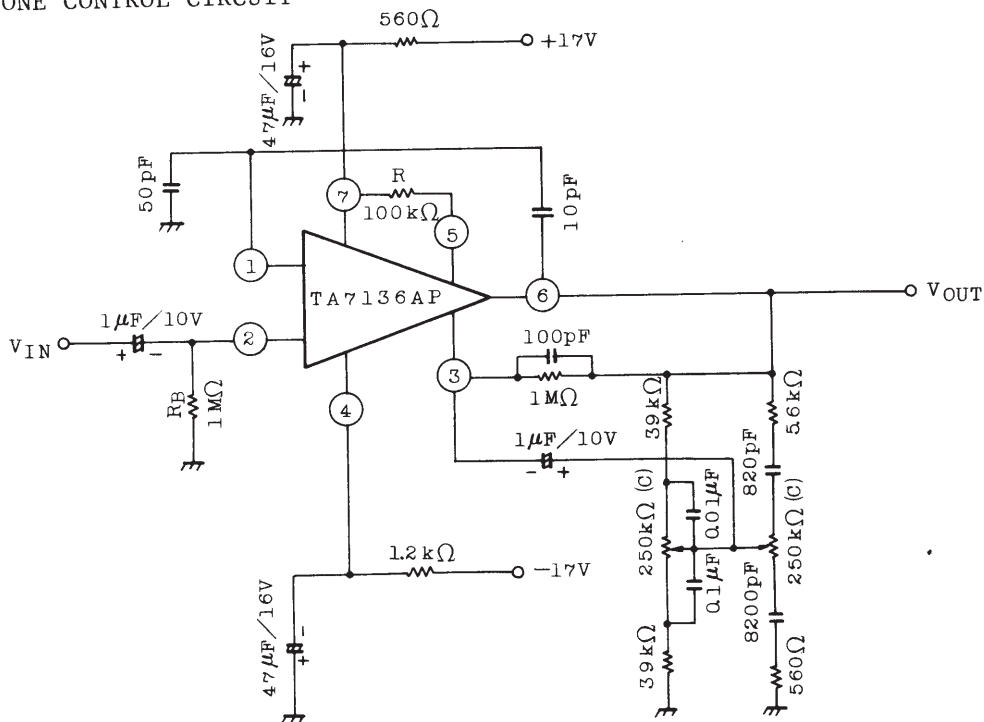 ONE CONTROL CIRCUIT
560Ω
+17V
47μF/16V
+
-
50pF
10pF
7
R
100kΩ
5
1
TA7136AP
6
VOUT
1μF/10V
VIN
+ -
2
RB
1MΩ
3
100pF
1MΩ
4
1μF/10V
- +
39kΩ
5.6kΩ
820pF
250kΩ (C)
0.01μF
250kΩ (C)
0.1μF
8200pF
39kΩ
560Ω
1.2kΩ
-17V
47μF/16V
-
+